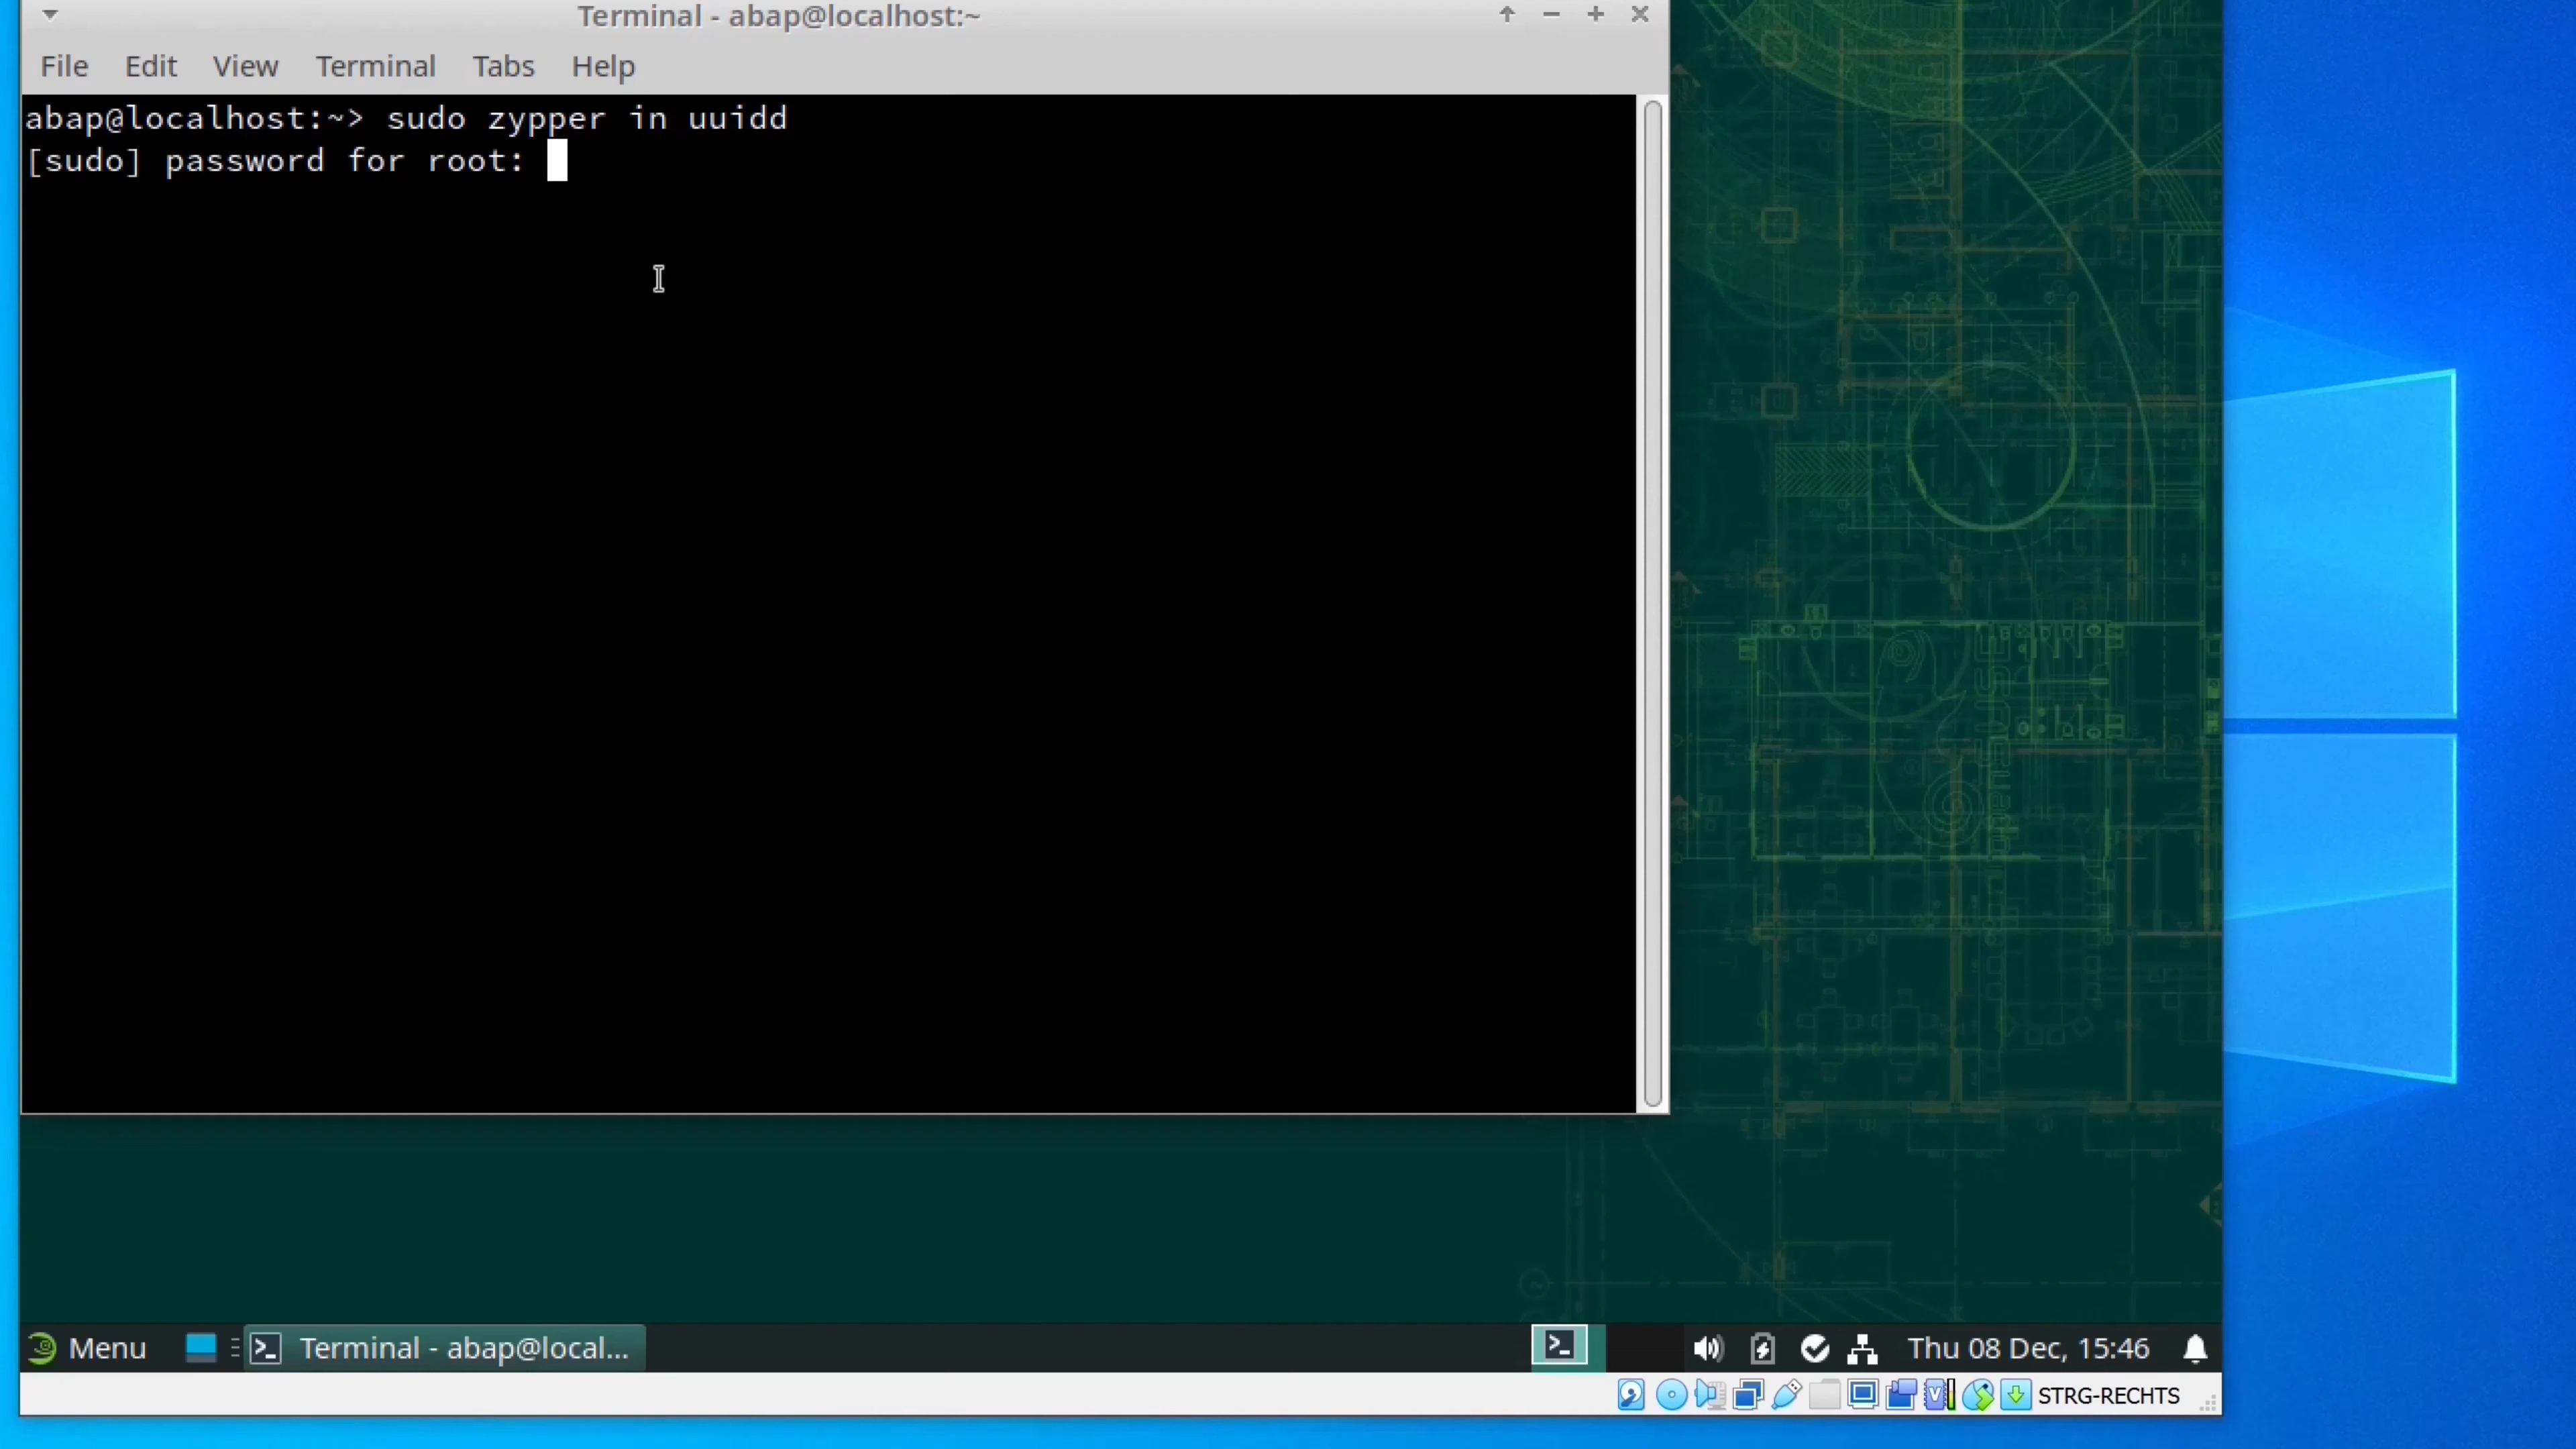 Terminal - abap@localhost:~
File Edit View Terminal Tabs Help
abap@localhost:~> sudo zypper in uuidd
[sudo] password for root:
openSUSE
Menu
Terminal - abap@local...
Thu 08 Dec, 15:46
STRG-RECHTS